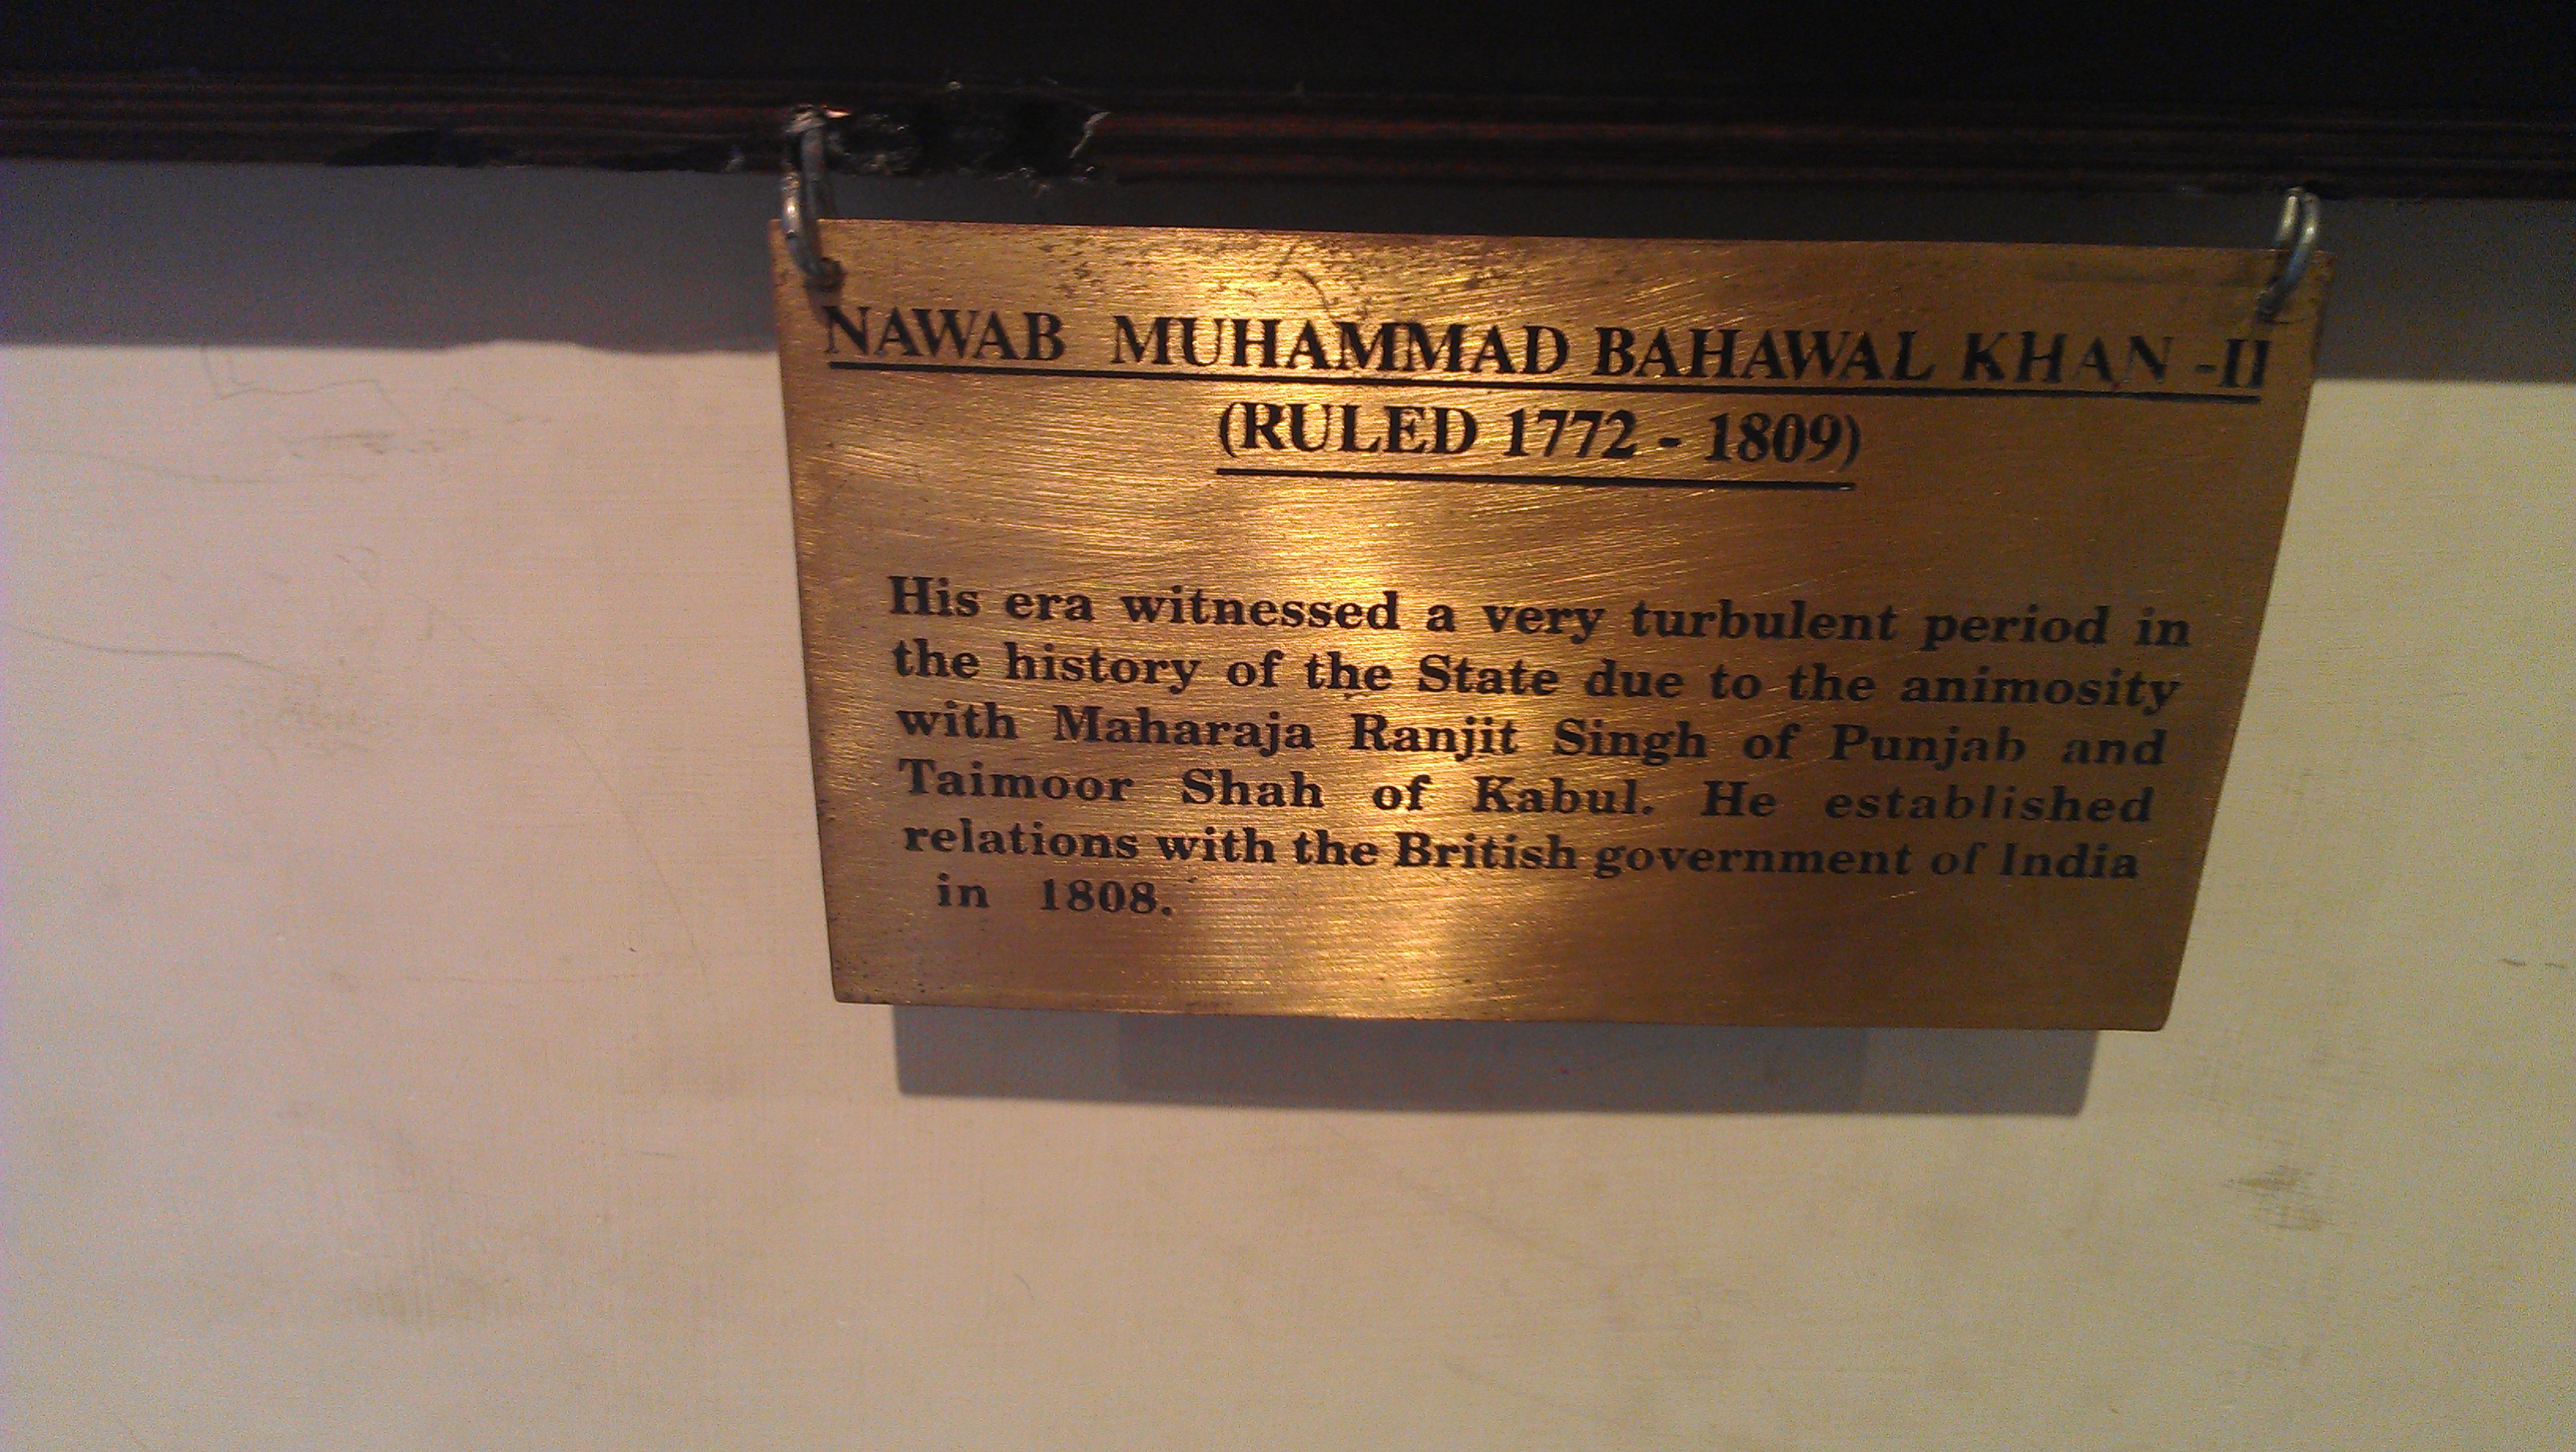 NAWAB MUHAMMAD BAHAWAL KHAN -II
(RULED 1772 - 1809)
His era witnessed a very turbulent period in
the history of the State due to the animosity
with Maharaja Ranjit Singh of Punjab and
Taimoor Shah of Kabul. He established
relations with the British government of India
in 1808.